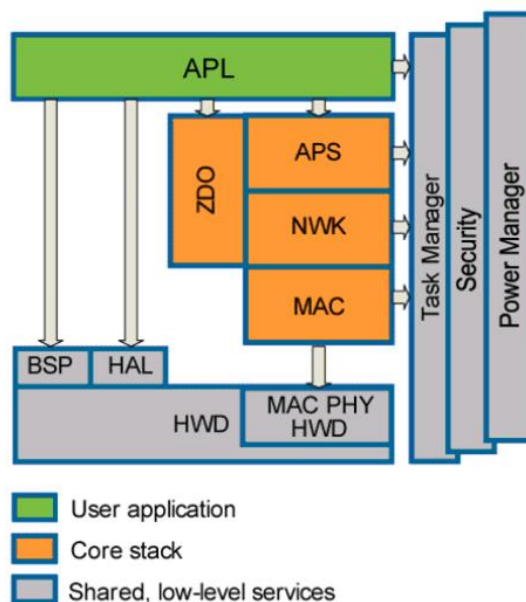 APL
ZDO
APS
NWK
MAC
Task Manager
Security
Power Manager
BSP
HAL
HWD
MAC PHY
HWD
User application
Core stack
Shared, low-level services